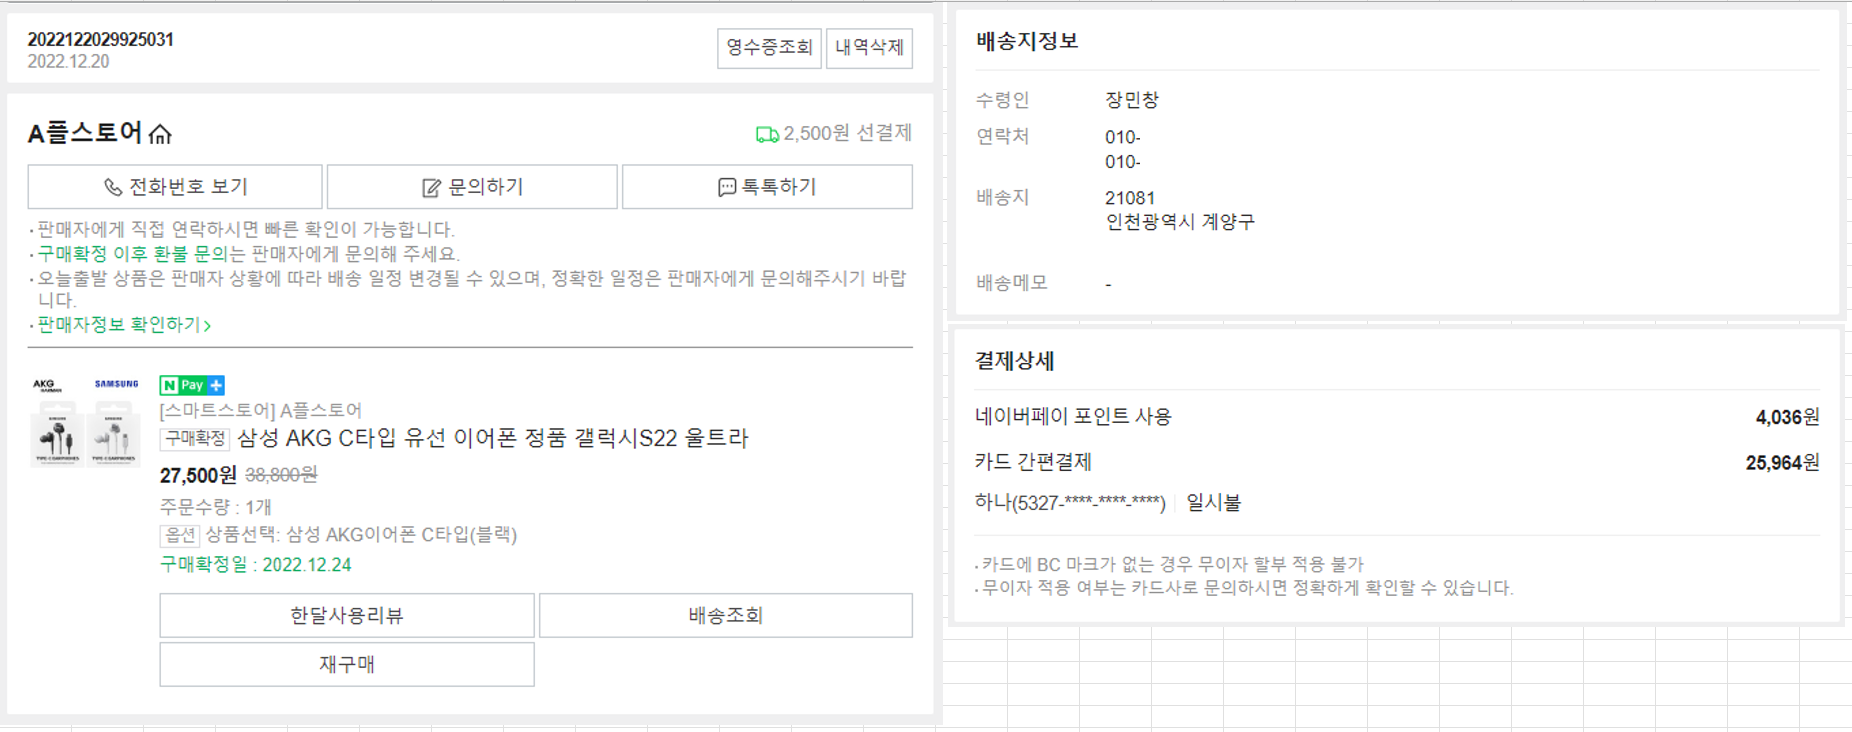 2022122029925031
2022.12.20
영수증조회
내역삭제
A플스토어
2,500원 선결제
전화번호 보기
문의하기
톡톡하기
· 판매자에게 직접 연락하시면 빠른 확인이 가능합니다.
· 구매확정 이후 환불 문의는 판매자에게 문의해 주세요.
· 오늘출발 상품은 판매자 상황에 따라 배송 일정 변경될 수 있으며, 정확한 일정은 판매자에게 문의해주시기 바랍
니다.
· 판매자정보 확인하기 >
AKG
SAMSUNG
N Pay +
[스마트스토어] A플스토어
구매확정 삼성 AKG C타입 유선 이어폰 정품 갤럭시S22 울트라
27,500원 38,800원
주문수량 : 1개
옵션 상품선택: 삼성 AKG이어폰 C타입(블랙)
구매확정일 : 2022.12.24
TYPE-C EARPHONES
TYPE-C EARPHONES
한달사용리뷰
배송조회
재구매
배송지정보
수령인 장민창
연락처 010-
010-
배송지 21081
인천광역시 계양구
배송메모 -
결제상세
네이버페이 포인트 사용 4,036원
카드 간편결제 25,964원
하나(5327-****-****-****) 일시불
· 카드에 BC 마크가 없는 경우 무이자 할부 적용 불가
· 무이자 적용 여부는 카드사로 문의하시면 정확하게 확인할 수 있습니다.